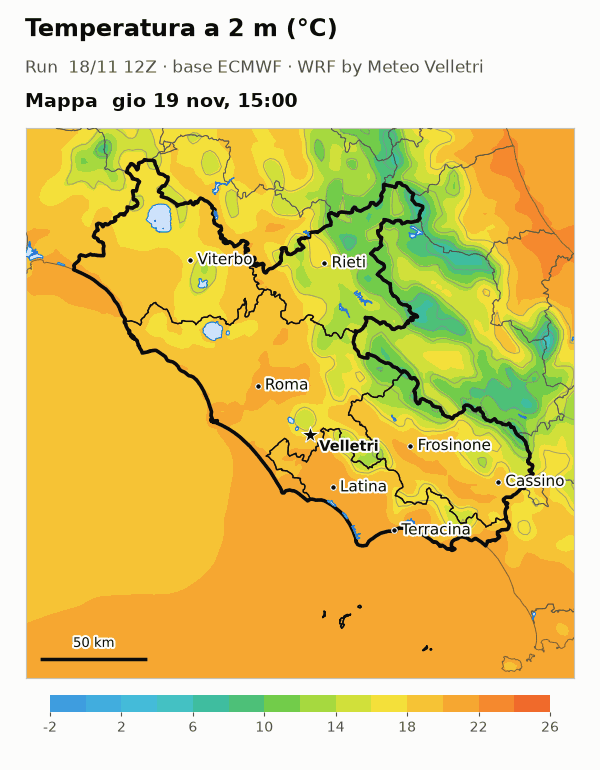 Temperatura a 2 m (°C)
Run  18/11 12Z · base ECMWF · WRF by Meteo Velletri
Mappa  gio 19 nov, 15:00
Viterbo
Rieti
Roma
Velletri
Frosinone
Latina
Cassino
Terracina
50 km
-2 2 6 10 14 18 22 26